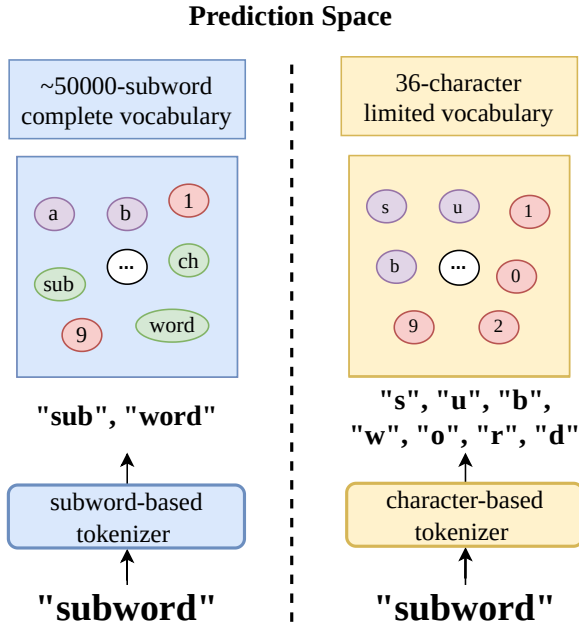 Prediction Space
~50000-subword
complete vocabulary
a
b
1
...
ch
sub
word
9
"sub", "word"
subword-based
tokenizer
"subword"
36-character
limited vocabulary
s
u
1
b
...
0
9
2
"s", "u", "b",
"w", "o", "r", "d"
character-based
tokenizer
"subword"